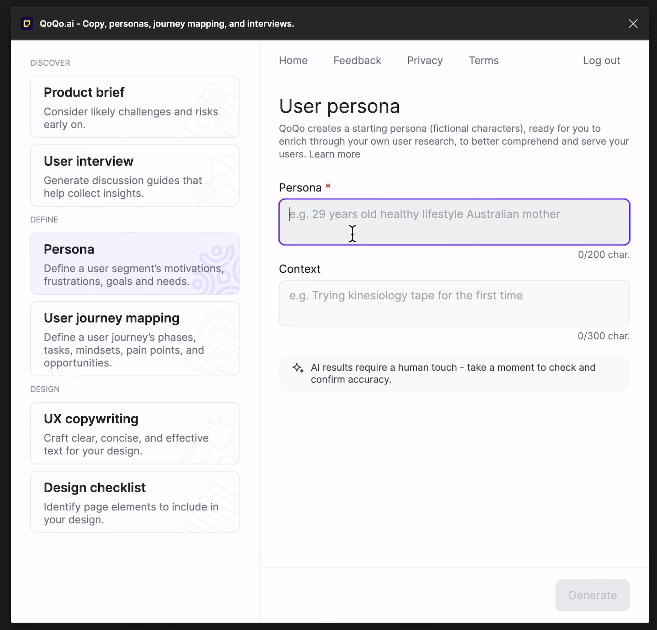 QoQo.ai - Copy, personas, journey mapping, and interviews.
DISCOVER
Product brief
Consider likely challenges and risks
early on.
User interview
Generate discussion guides that
help collect insights.
DEFINE
Persona
Define a user segment's motivations,
frustrations, goals and needs.
User journey mapping
Define a user journey's phases,
tasks, mindsets, pain points, and
opportunities.
DESIGN
UX copywriting
Craft clear, concise, and effective
text for your design.
Design checklist
Identify page elements to include in
your design.
Home Feedback Privacy Terms Log out
User persona
QoQo creates a starting persona (fictional characters), ready for you to
enrich through your own user research, to better comprehend and serve your
users. Learn more
Persona *
e.g. 29 years old healthy lifestyle Australian mother
0/200 char.
Context
e.g. Trying kinesiology tape for the first time
0/300 char.
AI results require a human touch - take a moment to check and
confirm accuracy.
Generate